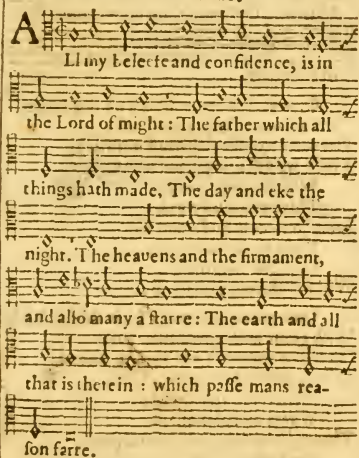 A
Ll my beleefe and confidence, is in
the Lord of might : The father which all
things hath made, The day and eke the
night. The heauens and the firmament,
and also many a starre: The earth and all
that is therein : which passe mans rea-
son farre.